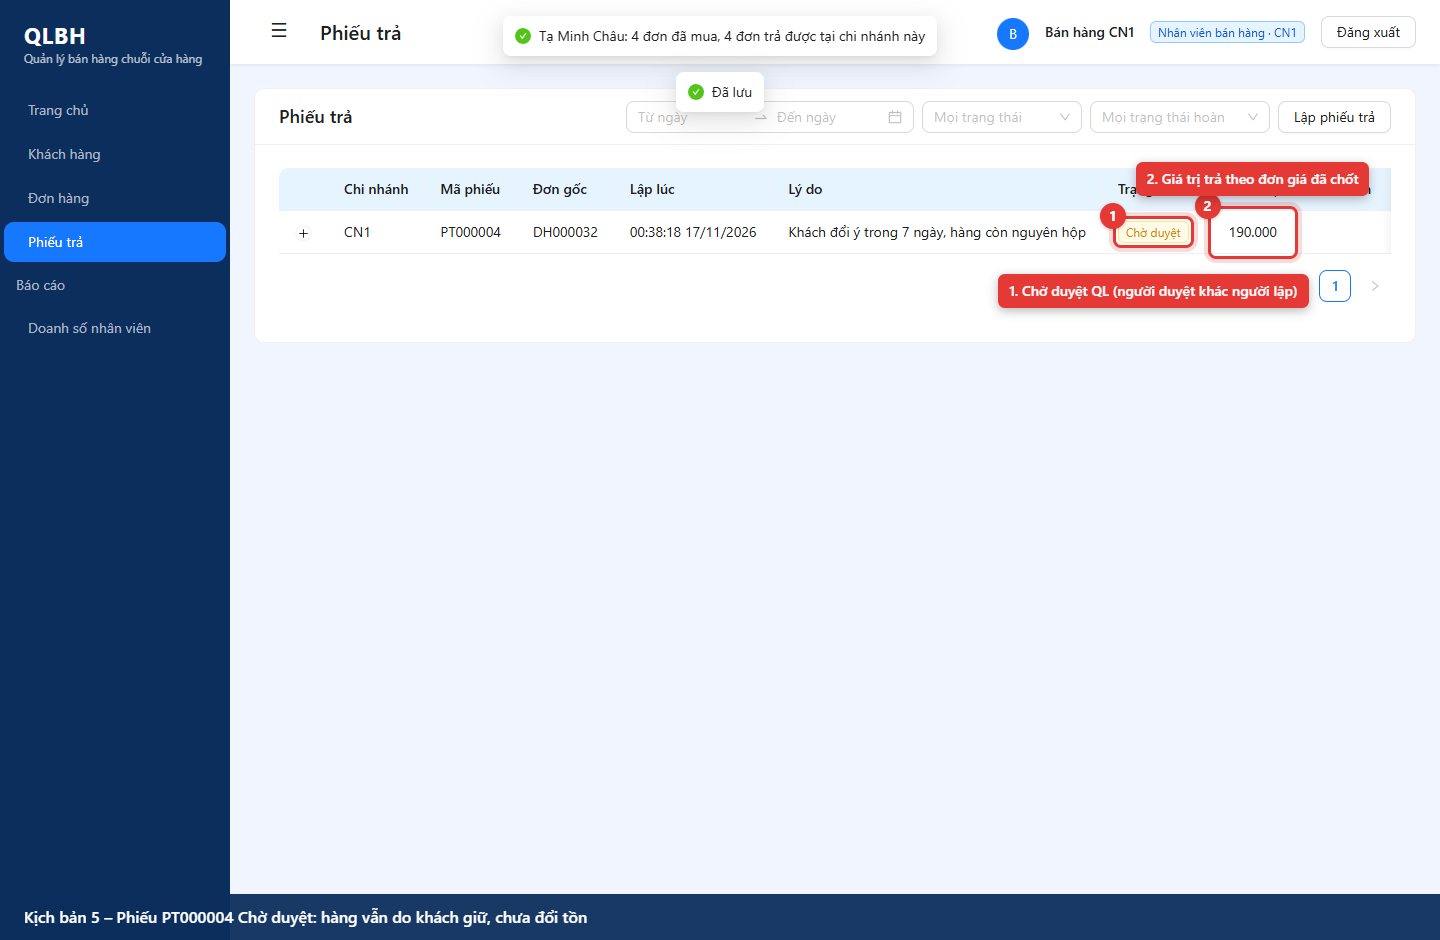 QLBH
Quản lý bán hàng chuỗi cửa hàng
Trang chủ
Khách hàng
Đơn hàng
Phiếu trả
Báo cáo
Doanh số nhân viên
Phiếu trả
Tạ Minh Châu: 4 đơn đã mua, 4 đơn trả được tại chi nhánh này
B
Bán hàng CN1
Nhân viên bán hàng · CN1
Đăng xuất
Đã lưu
Phiếu trả
Từ ngày
Đến ngày
Mọi trạng thái
Mọi trạng thái hoàn
Lập phiếu trả
2. Giá trị trả theo đơn giá đã chốt
Chi nhánh
Mã phiếu
Đơn gốc
Lập lúc
Lý do
1
2
+
CN1
PT000004
DH000032
00:38:18 17/11/2026
Khách đổi ý trong 7 ngày, hàng còn nguyên hộp
Chờ duyệt
190.000
1. Chờ duyệt QL (người duyệt khác người lập)
1
Kịch bản 5 – Phiếu PT000004 Chờ duyệt: hàng vẫn do khách giữ, chưa đổi tồn